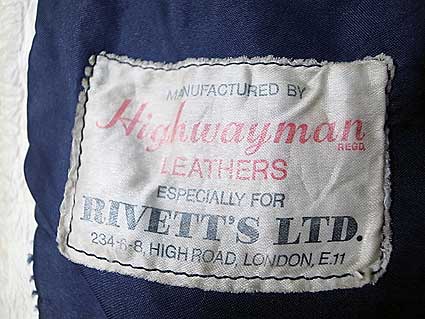 MANUFACTURED BY
Highwayman
REGD.
LEATHERS
ESPECIALLY FOR
RIVETT'S LTD.
234-6-8, HIGH ROAD, LONDON, E.11